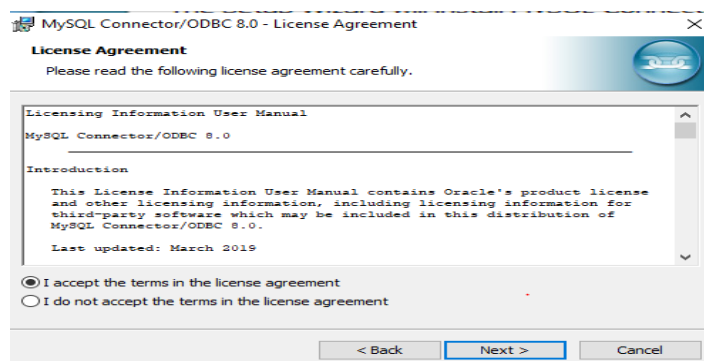 MySQL Connector/ODBC 8.0 - License Agreement
License Agreement
Please read the following license agreement carefully.
Licensing Information User Manual
MySQL Connector/ODBC 8.0
Introduction
This License Information User Manual contains Oracle's product license
and other licensing information, including licensing information for
third-party software which may be included in this distribution of
MySQL Connector/ODBC 8.0.
Last updated: March 2019
I accept the terms in the license agreement
I do not accept the terms in the license agreement
< Back
Next >
Cancel